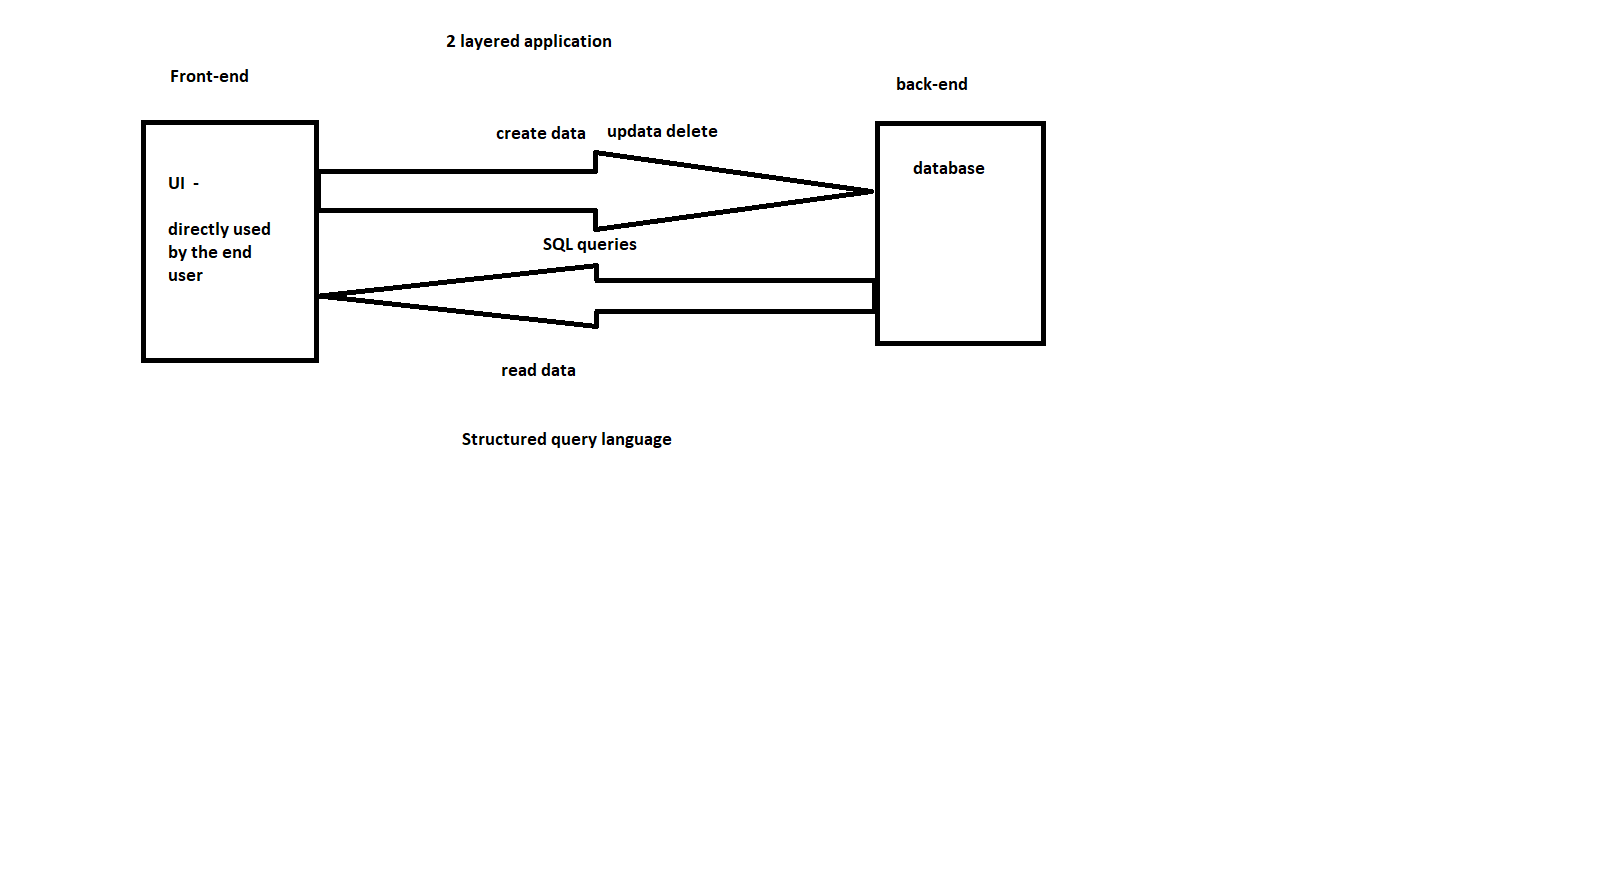 2 layered application
Front-end
back-end
create data
updata delete
database
UI -
directly used
by the end
user
SQL queries
read data
Structured query language